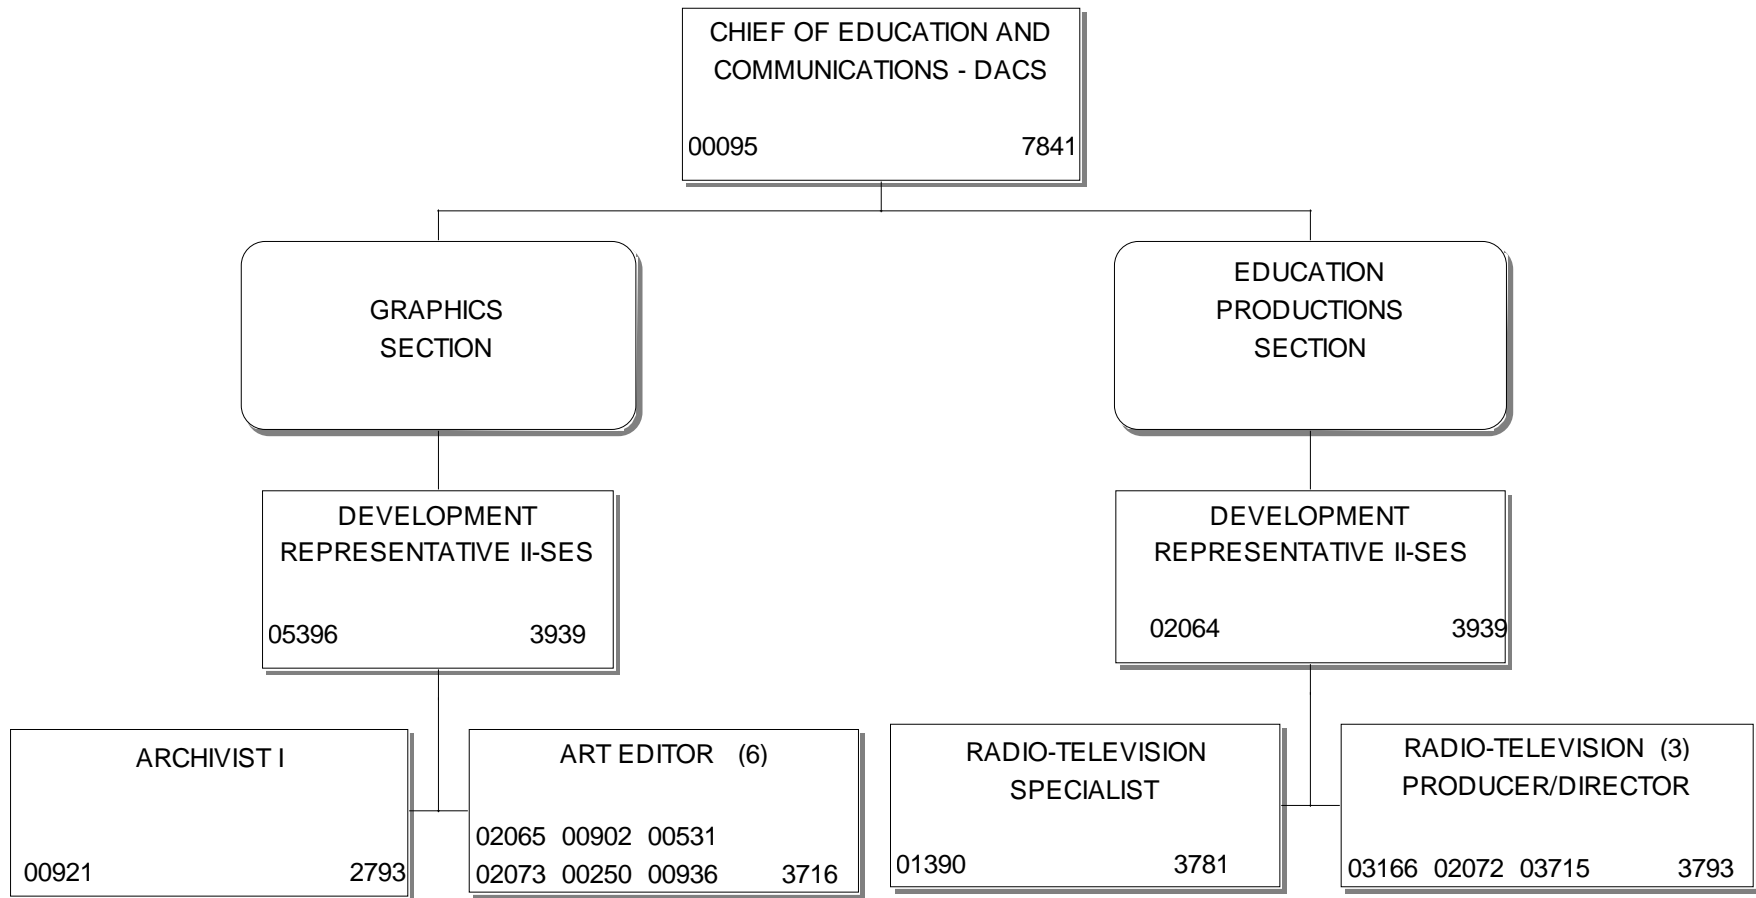 CHIEF OF EDUCATION AND
COMMUNICATIONS - DACS
00095 7841
GRAPHICS
SECTION
EDUCATION
PRODUCTIONS
SECTION
DEVELOPMENT
REPRESENTATIVE II-SES
05396 3939
DEVELOPMENT
REPRESENTATIVE II-SES
02064 3939
ARCHIVIST I
00921 2793
ART EDITOR (6)
02065 00902 00531
02073 00250 00936 3716
RADIO-TELEVISION
SPECIALIST
01390 3781
RADIO-TELEVISION (3)
PRODUCER/DIRECTOR
03166 02072 03715 3793